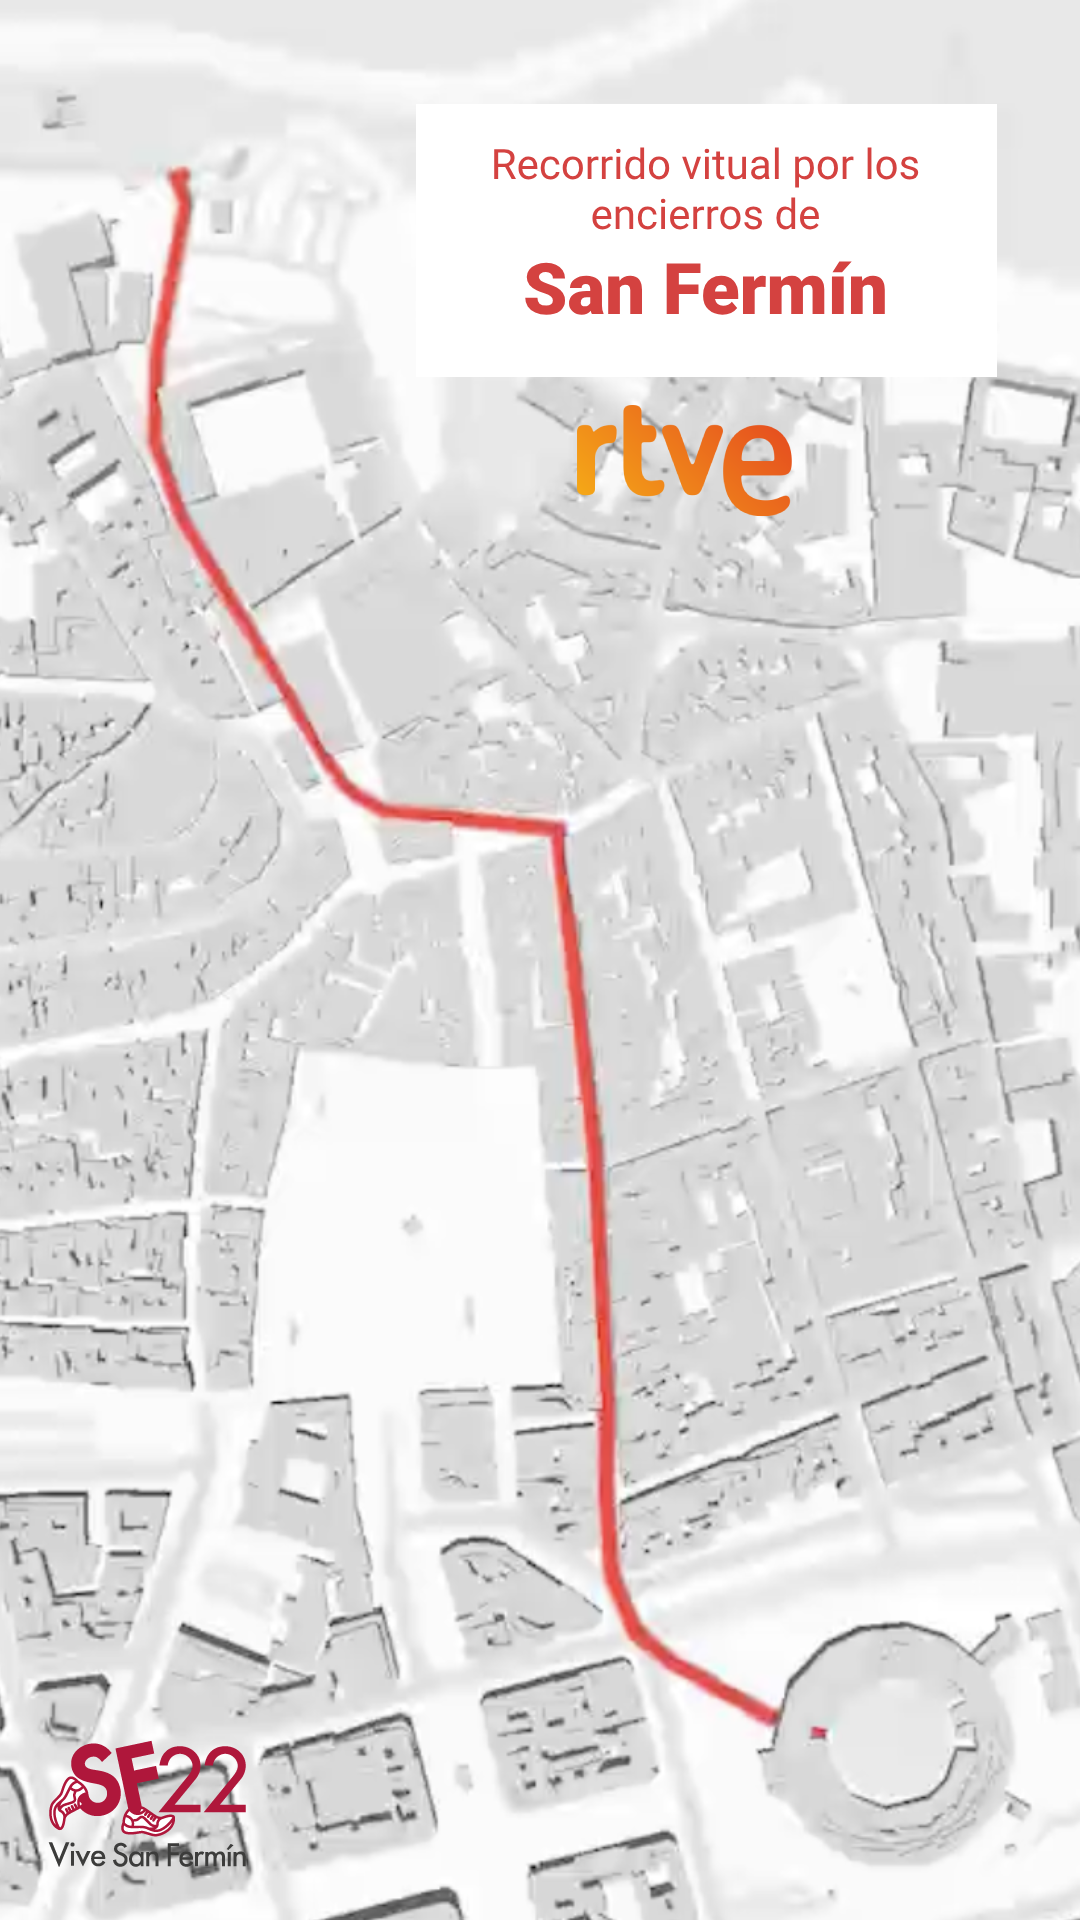 Recorrido vitual por los
encierros de
San Fermín
rtve
SF22
Vive San Fermín